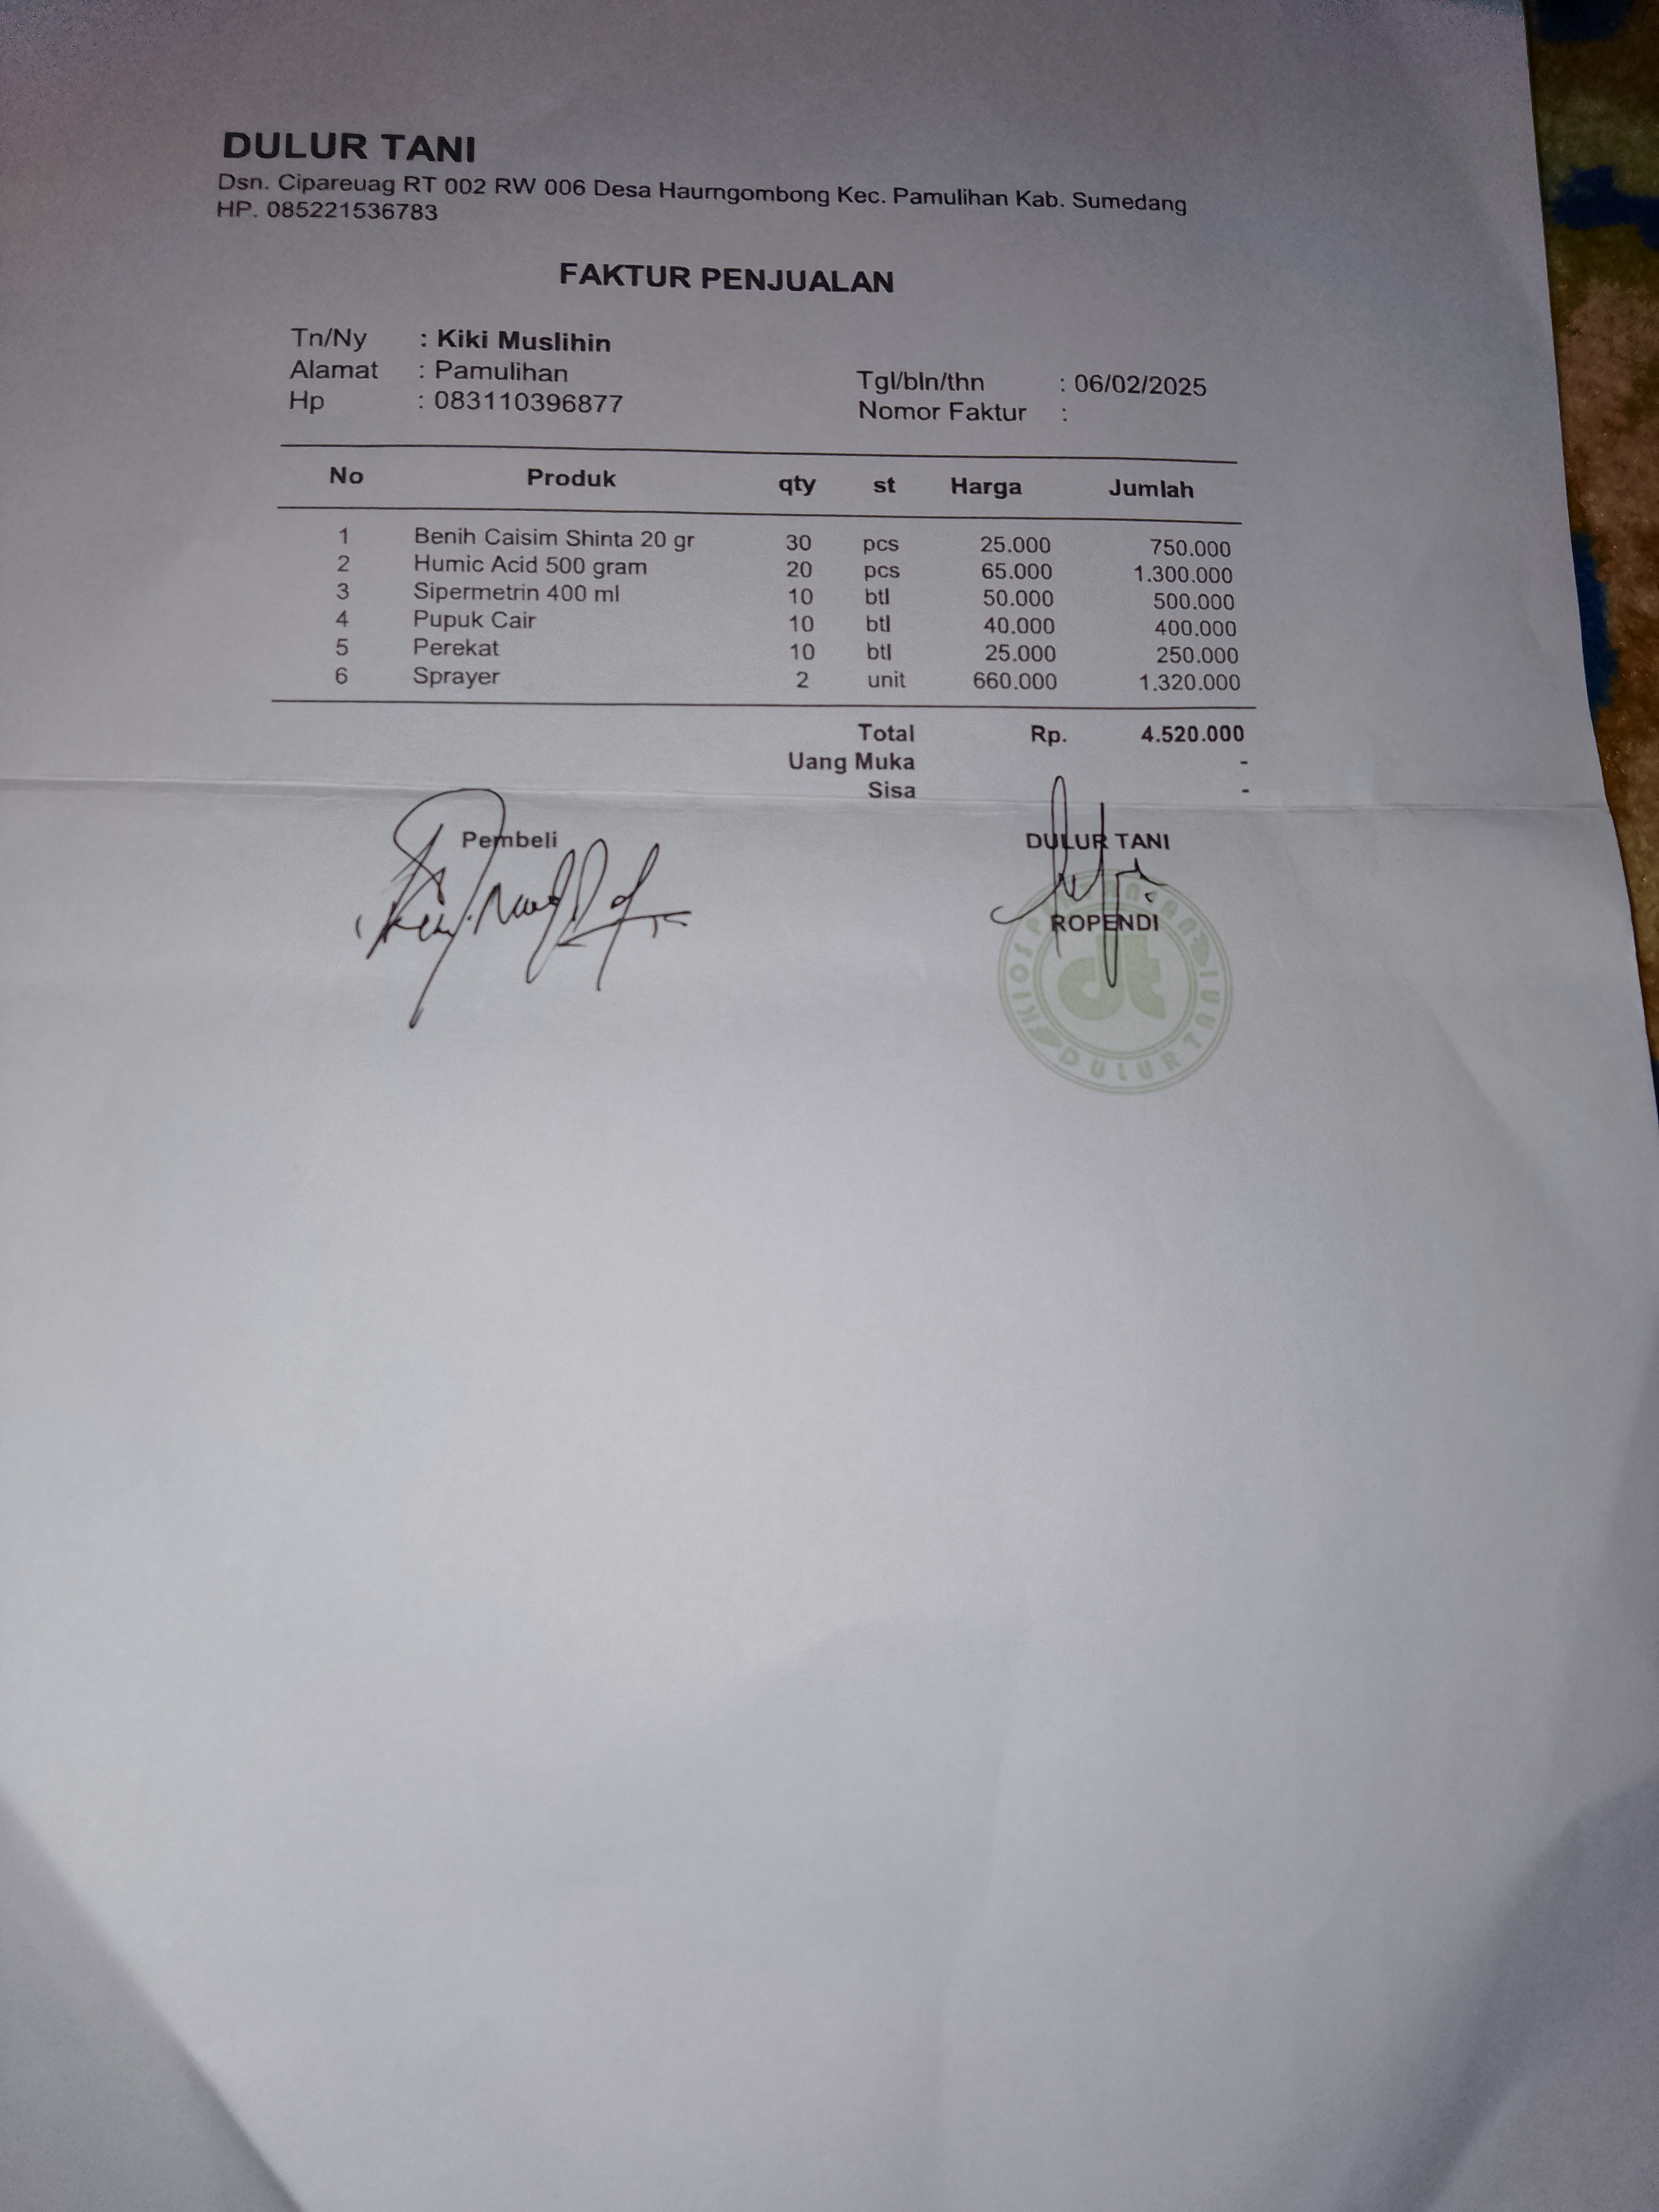 DULUR TANI
Dsn. Cipareuag RT 002 RW 006 Desa Haurngombong Kec. Pamulihan Kab. Sumedang
HP. 085221536783
FAKTUR PENJUALAN
Tn/Ny : Kiki Muslihin
Alamat : Pamulihan
Hp : 083110396877
Tgl/bln/thn : 06/02/2025
Nomor Faktur :
No Produk qty st Harga Jumlah
1 Benih Caisim Shinta 20 gr 30 pcs 25.000 750.000
2 Humic Acid 500 gram 20 pcs 65.000 1.300.000
3 Sipermetrin 400 ml 10 btl 50.000 500.000
4 Pupuk Cair 10 btl 40.000 400.000
5 Perekat 10 btl 25.000 250.000
6 Sprayer 2 unit 660.000 1.320.000
Total Rp. 4.520.000
Uang Muka -
Sisa -
Pembeli DULUR TANI
ROPENDI
KIOS
dt
DULUR TANI